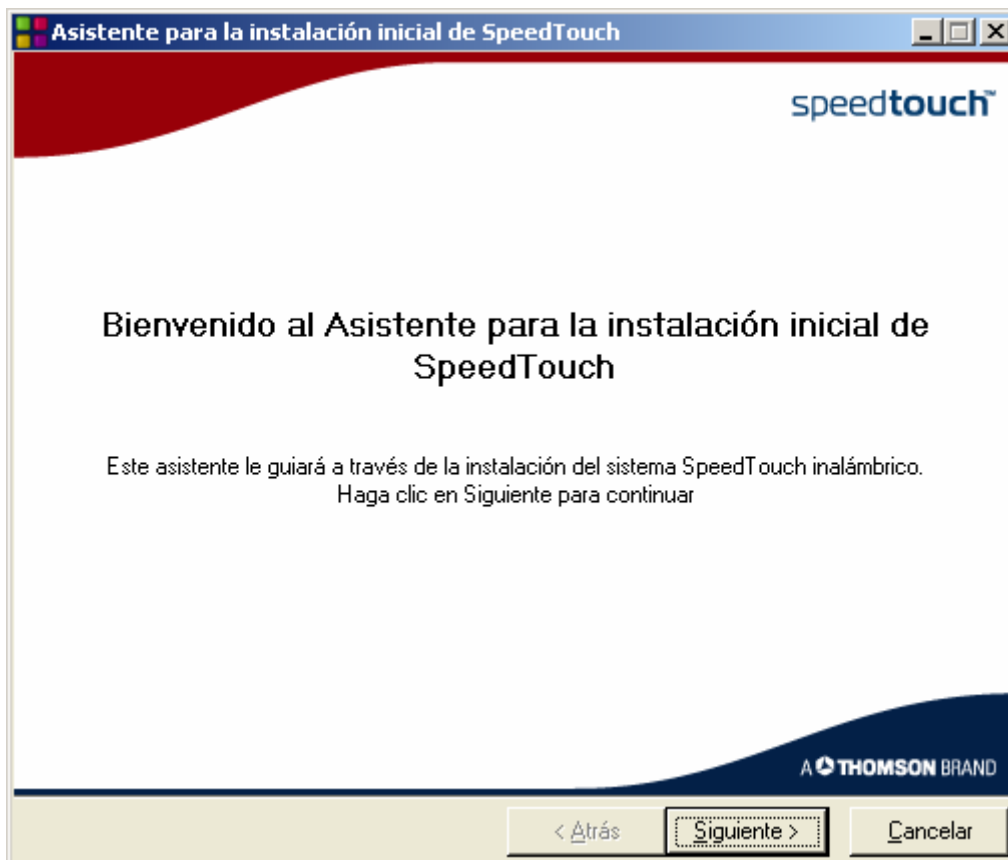 Asistente para la instalación inicial de SpeedTouch
speedtouch™
Bienvenido al Asistente para la instalación inicial de
SpeedTouch
Este asistente le guiará a través de la instalación del sistema SpeedTouch inalámbrico.
Haga clic en Siguiente para continuar
A THOMSON BRAND
< Atrás
Siguiente >
Cancelar